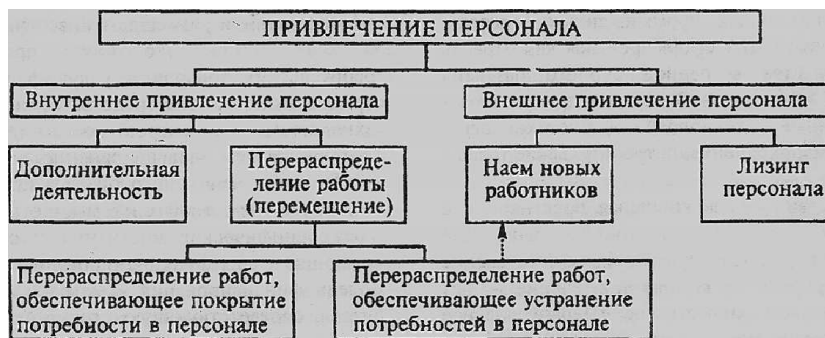 ПРИВЛЕЧЕНИЕ ПЕРСОНАЛА
Внутреннее привлечение персонала
Внешнее привлечение персонала
Дополнительная
деятельность
Перераспреде-
ление работы
(перемещение)
Наем новых
работников
Лизинг
персонала
Перераспределение работ,
обеспечивающее покрытие
потребности в персонале
Перераспределение работ,
обеспечивающее устранение
потребностей в персонале